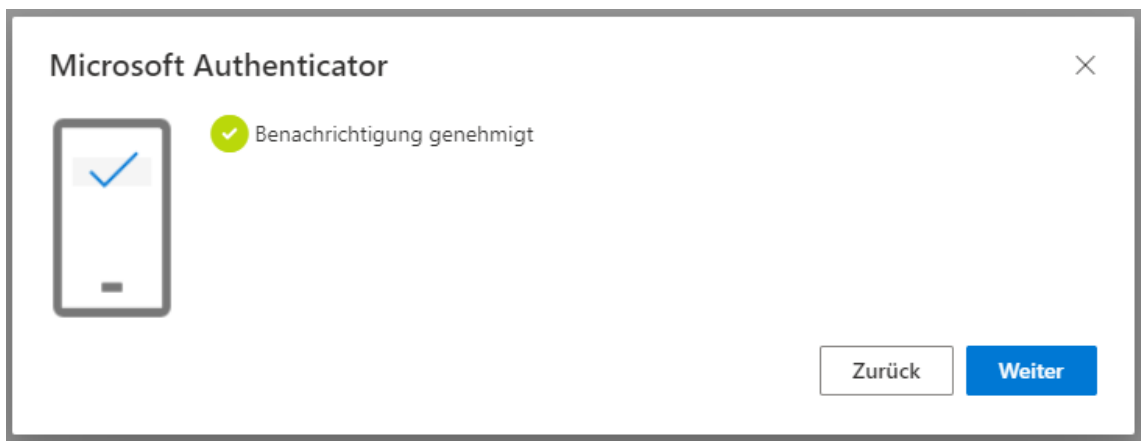 Microsoft Authenticator
Benachrichtigung genehmigt
Zurück
Weiter